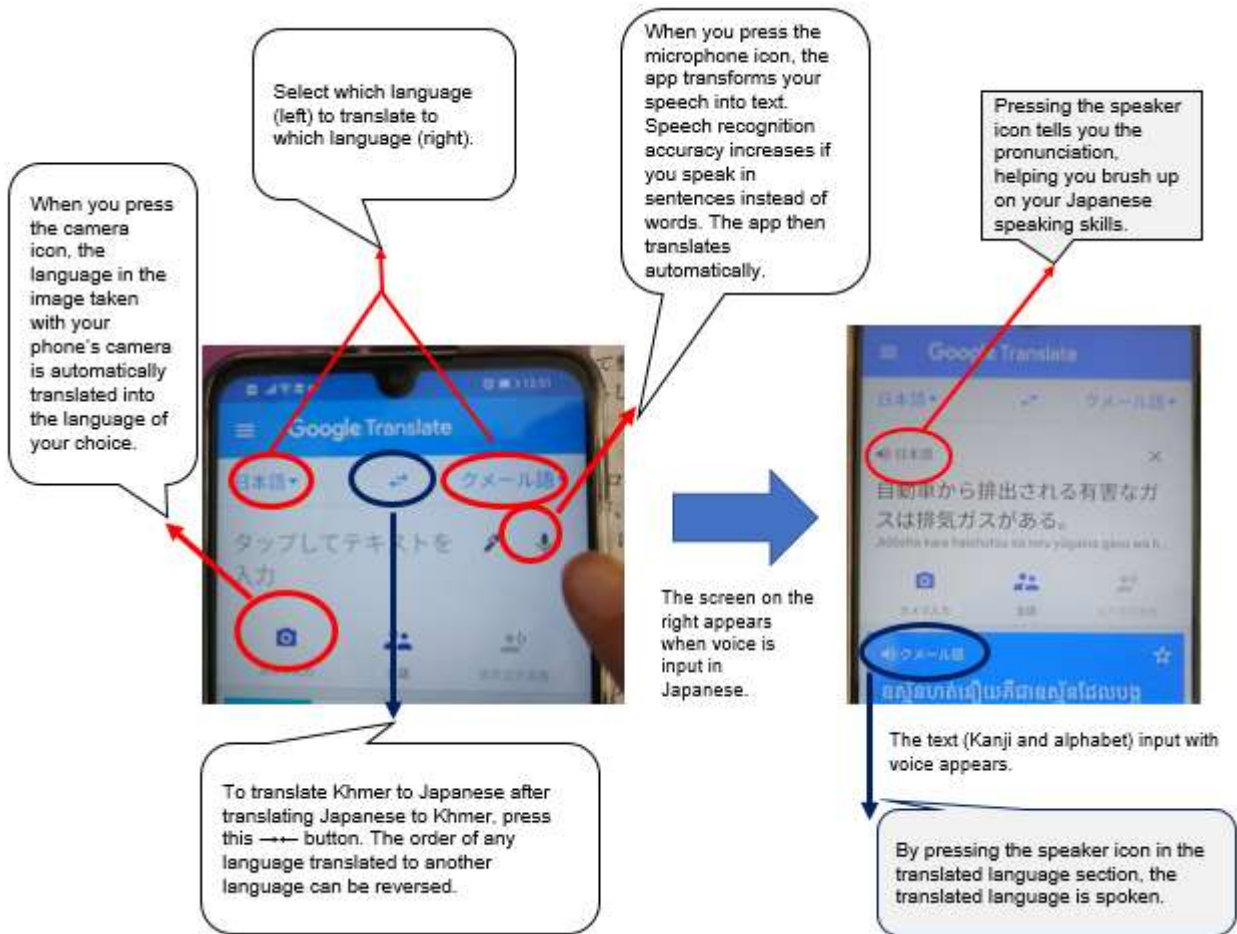 When you press the
microphone icon, the
app transforms your
speech into text.
Speech recognition
accuracy increases if
you speak in
sentences instead of
words. The app then
translates
automatically.
Select which language
(left) to translate to
which language (right).
Pressing the speaker
icon tells you the
pronunciation,
helping you brush up
on your Japanese
speaking skills.
When you press
the camera
icon, the
language in the
image taken
with your
phone's camera
is automatically
translated into
the language of
your choice.
Google Translate
日本語
クメール語
タップしてテキストを
入力
The screen on the
right appears
when voice is
input in
Japanese.
Google Translate
日本語
クメール語
日本語
自動車から排出される有害なガ
スは排気ガスがある。
クメール語
The text (Kanji and alphabet) input with
voice appears.
To translate Khmer to Japanese after
translating Japanese to Khmer, press
this →← button. The order of any
language translated to another
language can be reversed.
By pressing the speaker icon in the
translated language section, the
translated language is spoken.